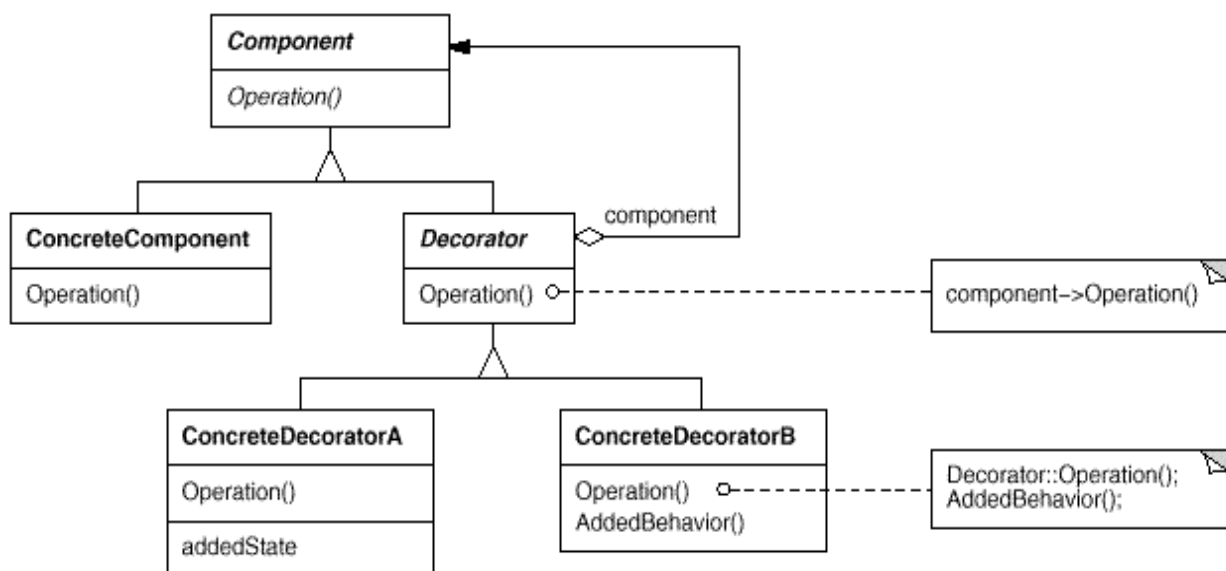 Component
Operation()
component
ConcreteComponent
Operation()
Decorator
Operation()
component->Operation()
ConcreteDecoratorA
Operation()
addedState
ConcreteDecoratorB
Operation()
AddedBehavior()
Decorator::Operation();
AddedBehavior();